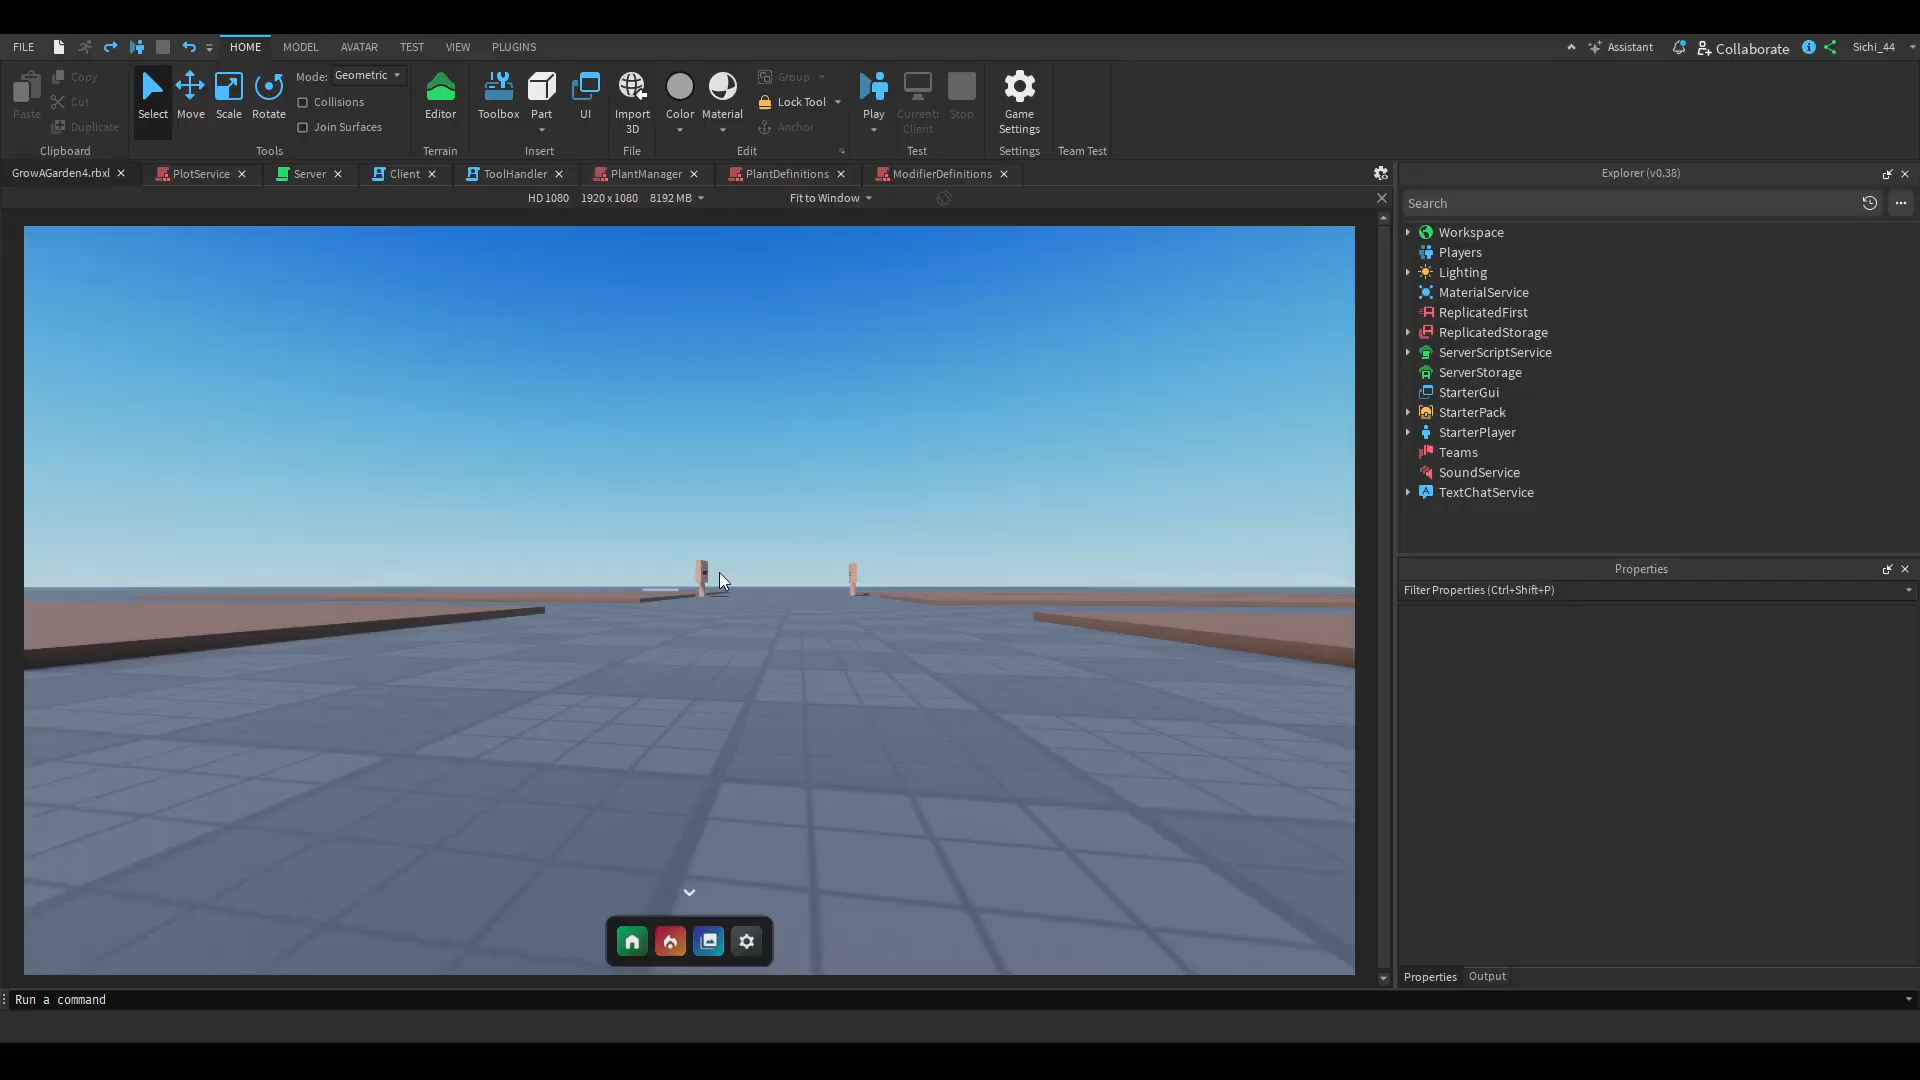 FILE HOME MODEL AVATAR TEST VIEW PLUGINS Assistant Collaborate Sichi_44
Copy Mode: Geometric Group
Cut Collisions Lock Tool
Paste Duplicate Select Move Scale Rotate Join Surfaces Editor Toolbox Part UI Import 3D Color Material Anchor Play Current: Client Stop Game Settings
Clipboard Tools Terrain Insert File Edit Test Settings Team Test
GrowAGarden4.rbxl PlotService Server Client ToolHandler PlantManager PlantDefinitions ModifierDefinitions
HD 1080 1920 x 1080 8192 MB Fit to Window
Explorer (v0.38)
Search
Workspace
Players
Lighting
MaterialService
ReplicatedFirst
ReplicatedStorage
ServerScriptService
ServerStorage
StarterGui
StarterPack
StarterPlayer
Teams
SoundService
TextChatService
Properties
Filter Properties (Ctrl+Shift+P)
Properties Output
Run a command